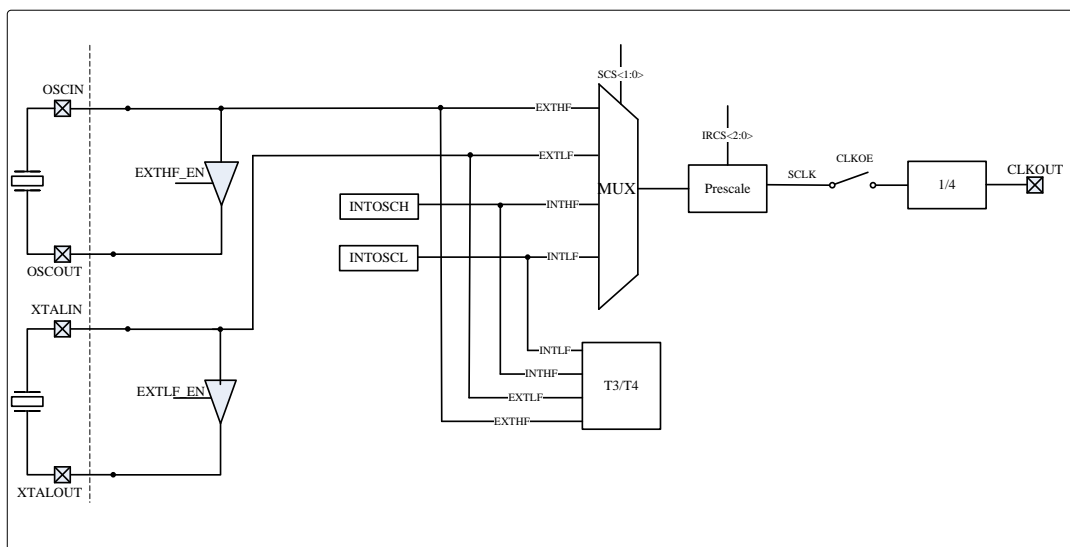 SCS<1:0>
OSCIN
EXTHF
IRCS<2:0>
EXTLF
CLKOE
EXTHF_EN
SCLK
CLKOUT
MUX
Prescale
1/4
INTOSCH
INTHF
INTOSCL
INTLF
OSCOUT
XTALIN
INTLF
INTHF
T3/T4
EXTLF_EN
EXTLF
EXTHF
XTALOUT